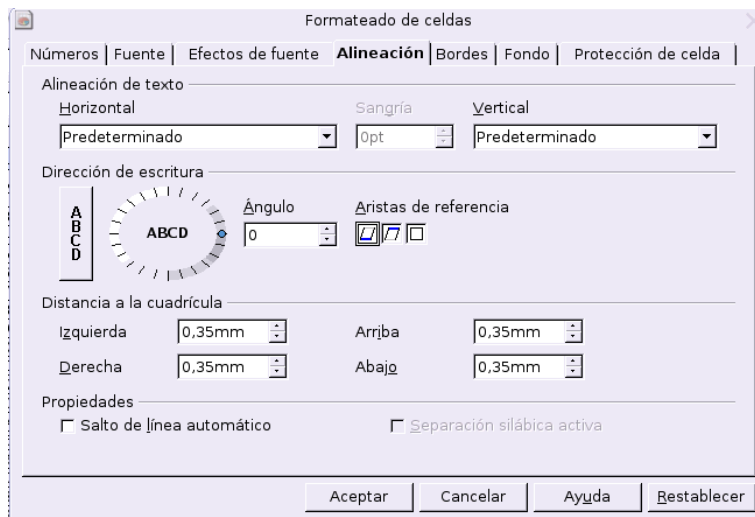 Formateado de celdas
Números Fuente Efectos de fuente Alineación Bordes Fondo Protección de celda
Alineación de texto
Horizontal Sangría Vertical
Predeterminado 0pt Predeterminado
Dirección de escritura
A
B
C
D
ABCD
Ángulo Aristas de referencia
0
Distancia a la cuadrícula
Izquierda 0,35mm Arriba 0,35mm
Derecha 0,35mm Abajo 0,35mm
Propiedades
Salto de línea automático Separación silábica activa
Aceptar Cancelar Ayuda Restablecer